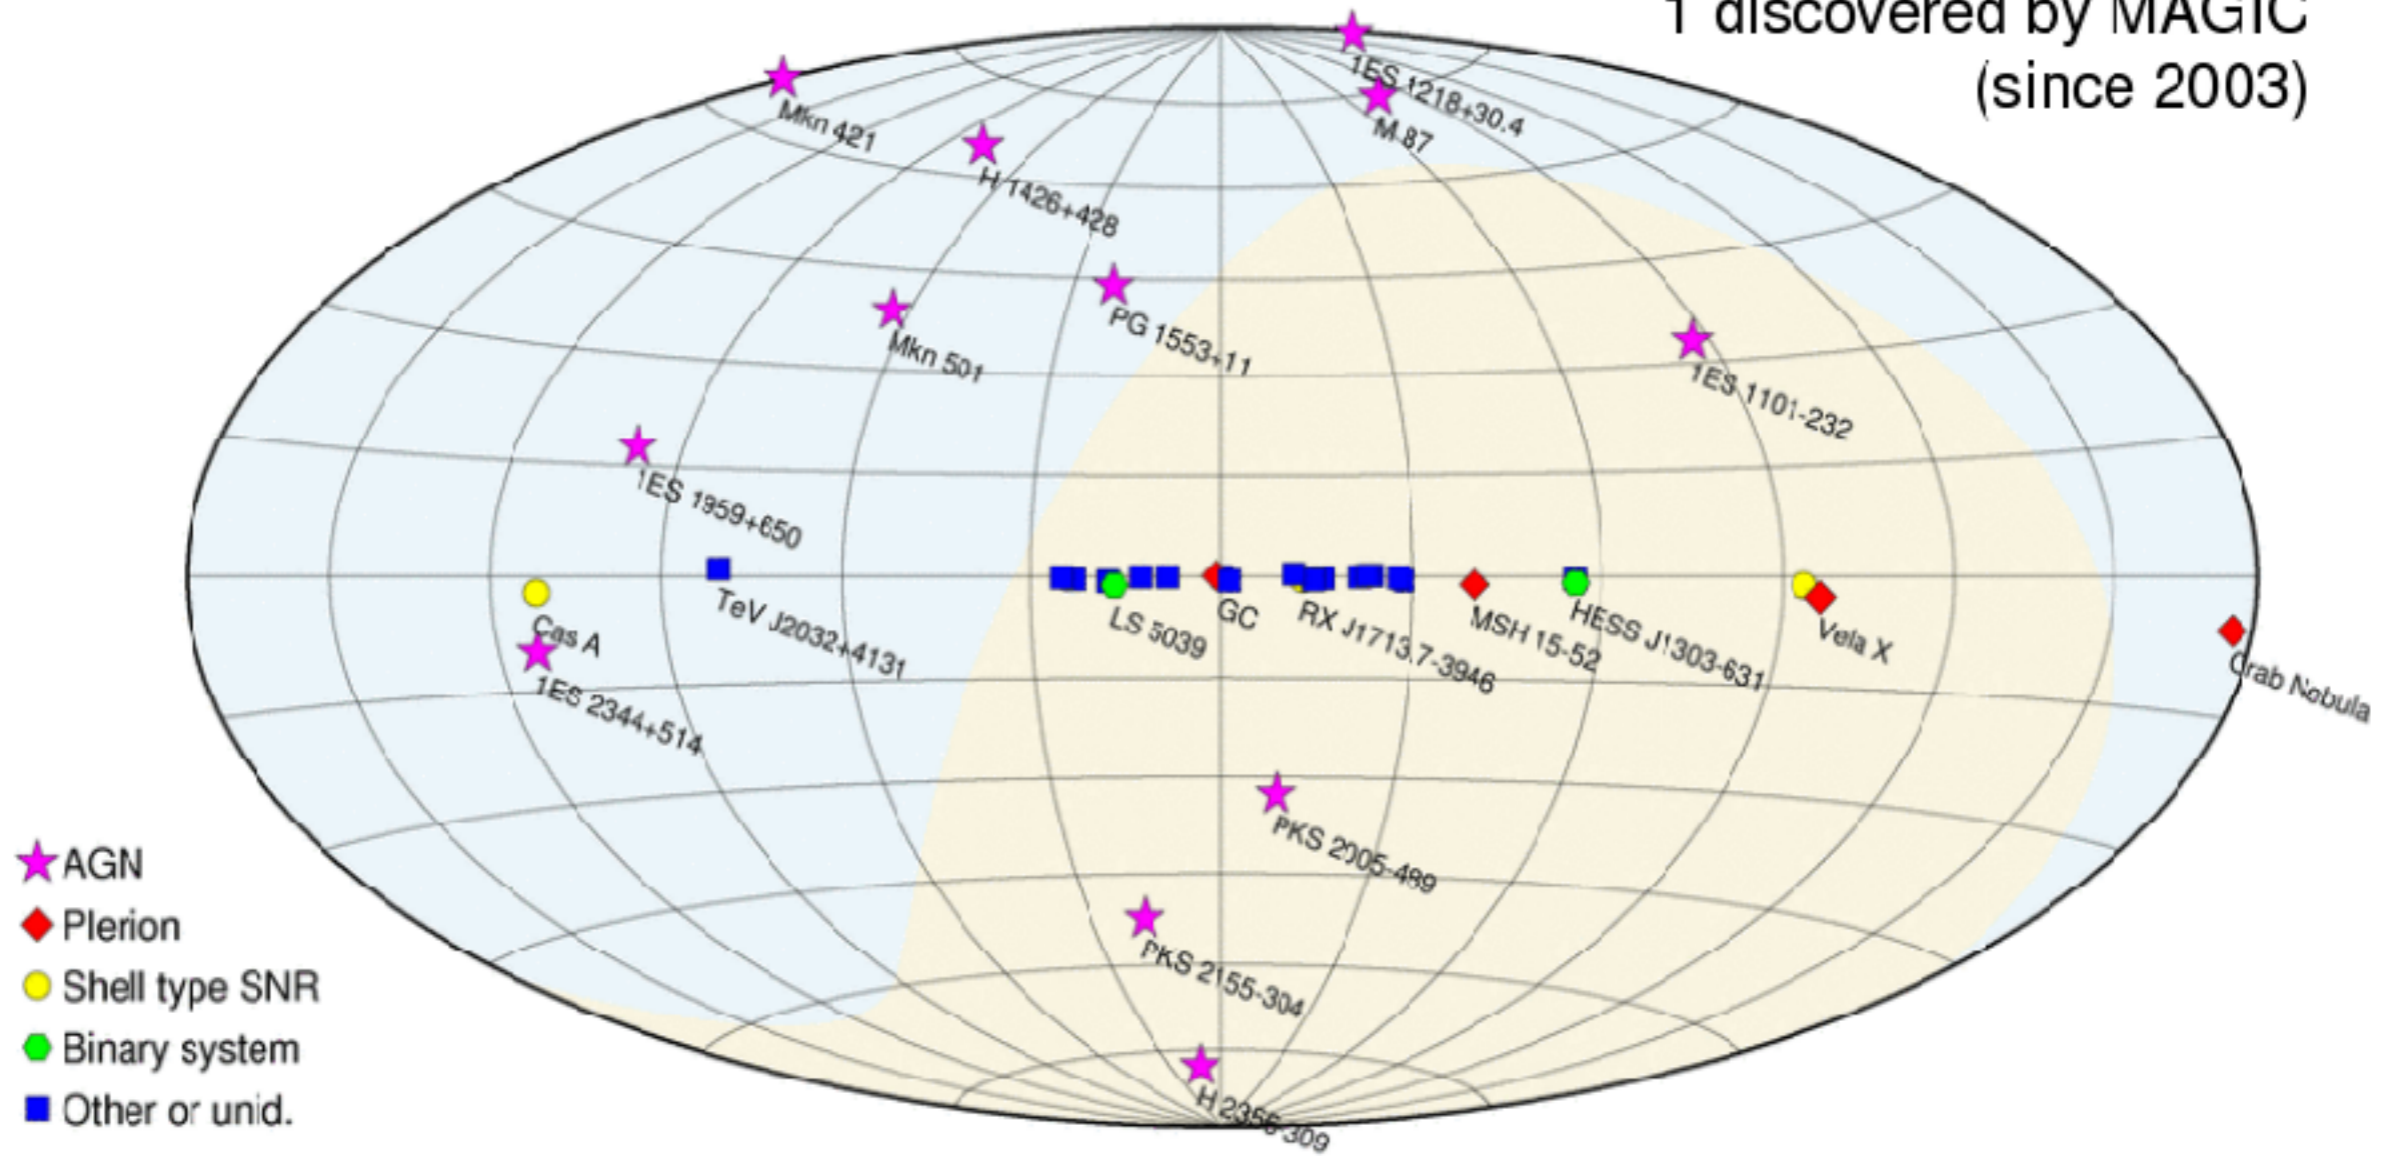 1 discovered by MAGIC
(since 2003)
1ES 1218+30.4
Mkn 421
M 87
H 1426+428
PG 1553+11
Mkn 501
1ES 1101-232
1ES 1959+650
TeV J2032+4131
Cas A
LS 5039
GC
RX J1713.7-3946
MSH 15-52
HESS J1303-631
Vela X
Crab Nebula
1ES 2344+514
PKS 2005-489
PKS 2155-304
H 2356-309
AGN
Plerion
Shell type SNR
Binary system
Other or unid.